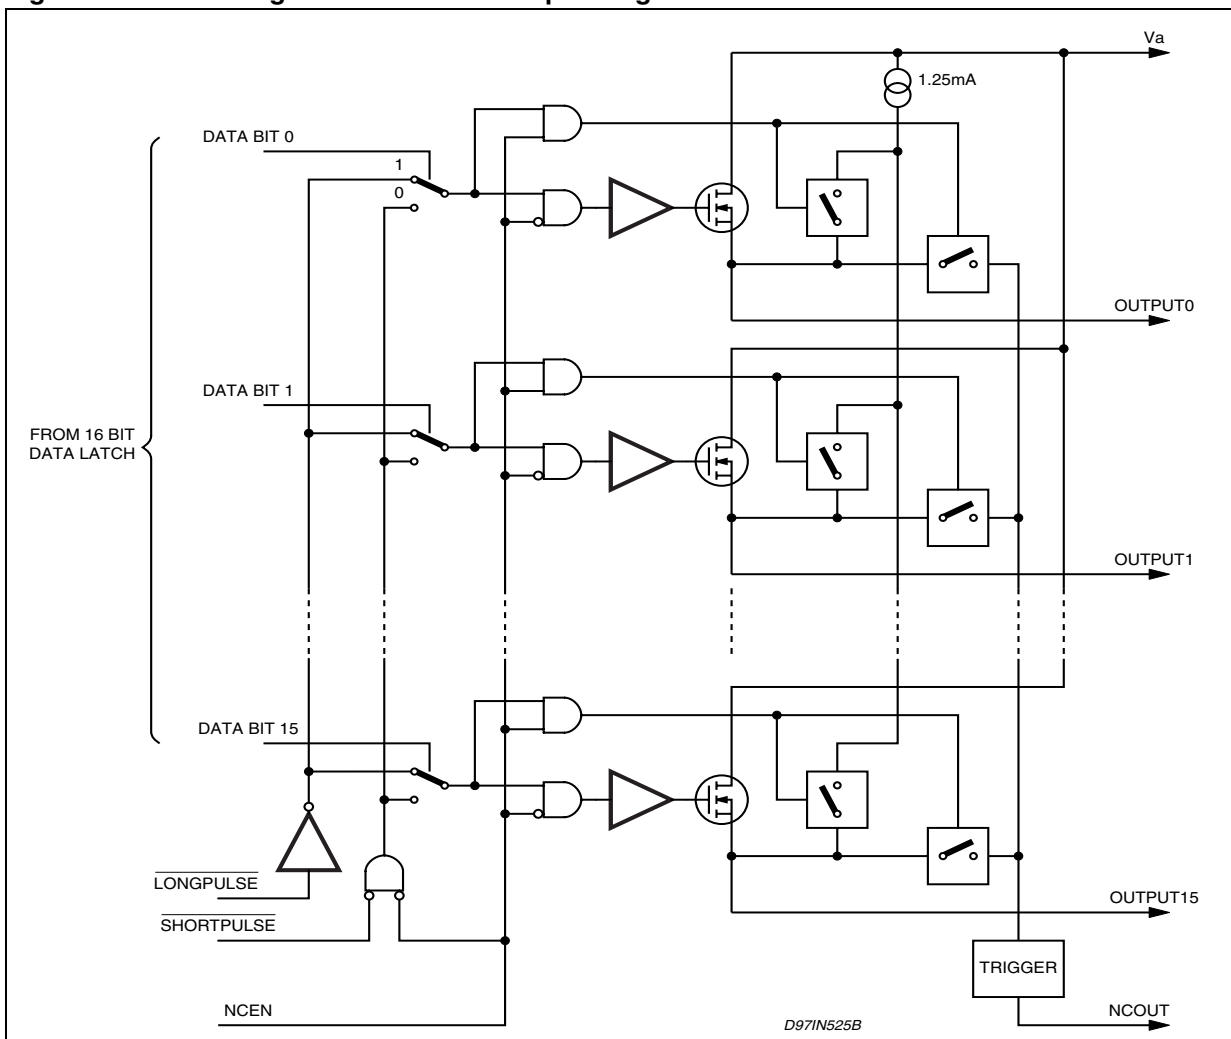 Va
1.25mA
DATA BIT 0
1
0
OUTPUT0
DATA BIT 1
FROM 16 BIT
DATA LATCH
OUTPUT1
DATA BIT 15
LONGPULSE
SHORTPULSE
OUTPUT15
TRIGGER
NCEN
NCOUT
D97IN525B